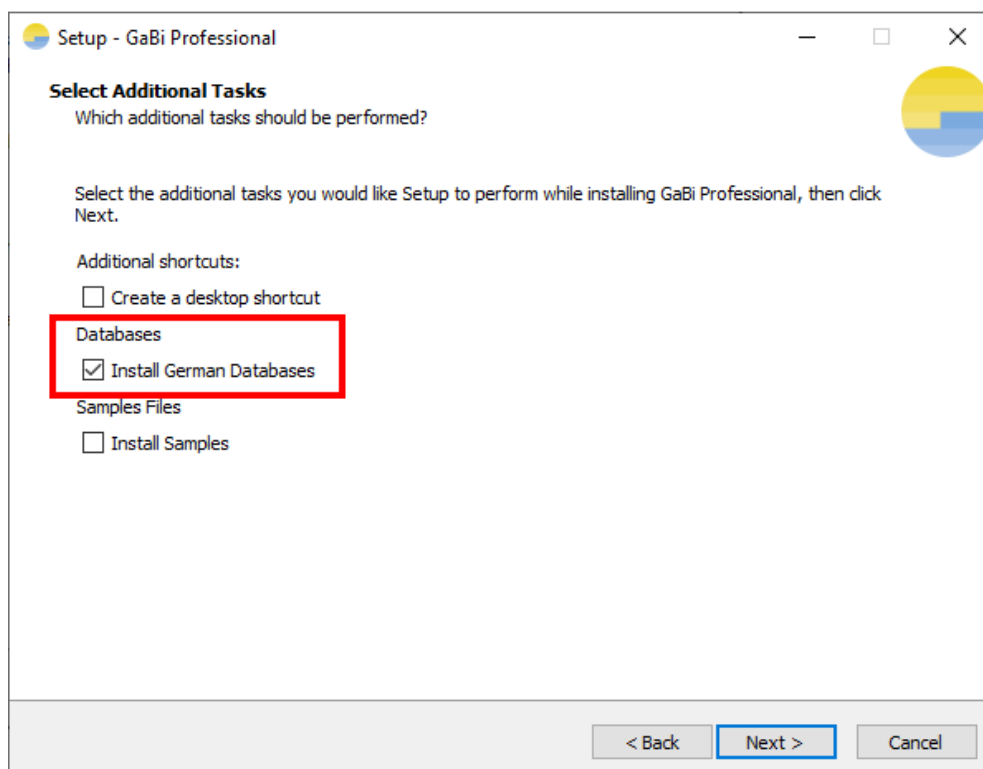 Setup - GaBi Professional
Select Additional Tasks
Which additional tasks should be performed?
Select the additional tasks you would like Setup to perform while installing GaBi Professional, then click
Next.
Additional shortcuts:
Create a desktop shortcut
Databases
Install German Databases
Samples Files
Install Samples
< Back Next > Cancel